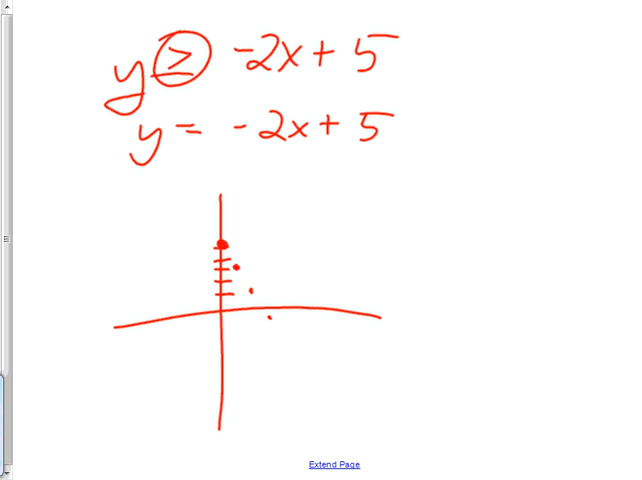 y ≥ -2x + 5
y = -2x + 5
Extend Page